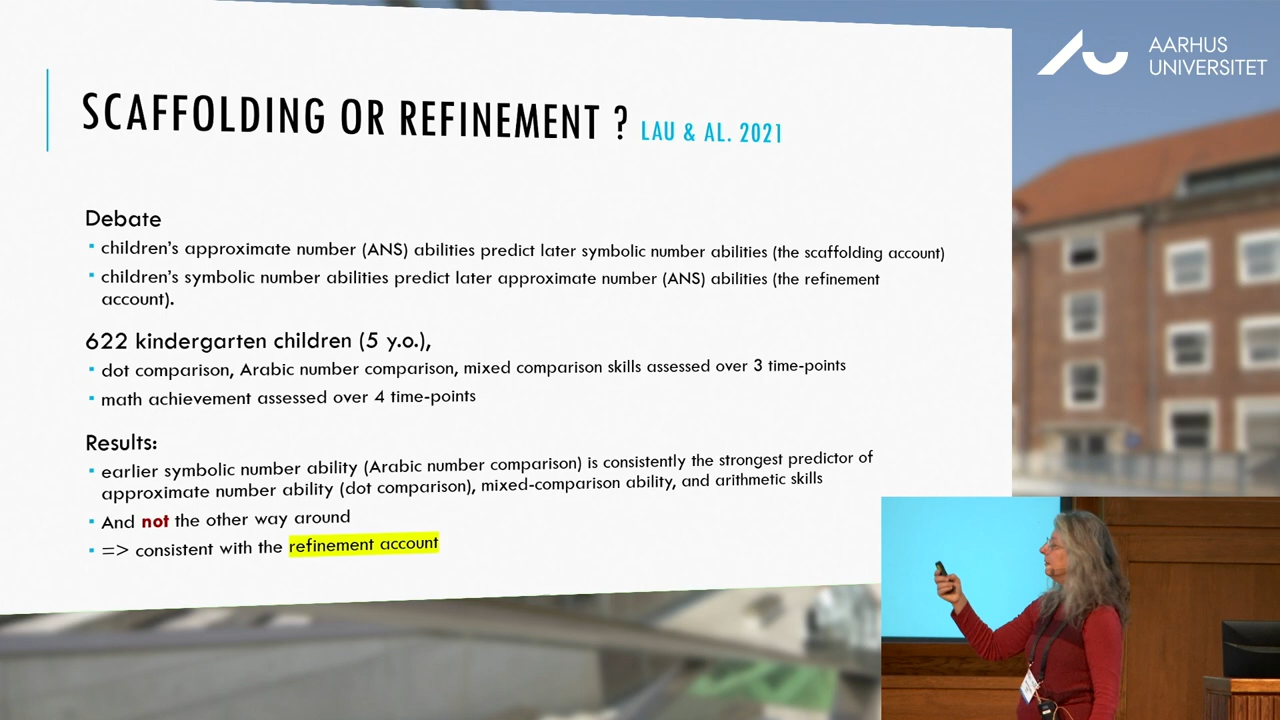 SCAFFOLDING OR REFINEMENT ? LAU & AL. 2021
AARHUS
UNIVERSITET
Debate
children's approximate number (ANS) abilities predict later symbolic number abilities (the scaffolding account)
children's symbolic number abilities predict later approximate number (ANS) abilities (the refinement
account).
622 kindergarten children (5 y.o.),
dot comparison, Arabic number comparison, mixed comparison skills assessed over 3 time-points
math achievement assessed over 4 time-points
Results:
earlier symbolic number ability (Arabic number comparison) is consistently the strongest predictor of
approximate number ability (dot comparison), mixed-comparison ability, and arithmetic skills
And not the other way around
=> consistent with the refinement account